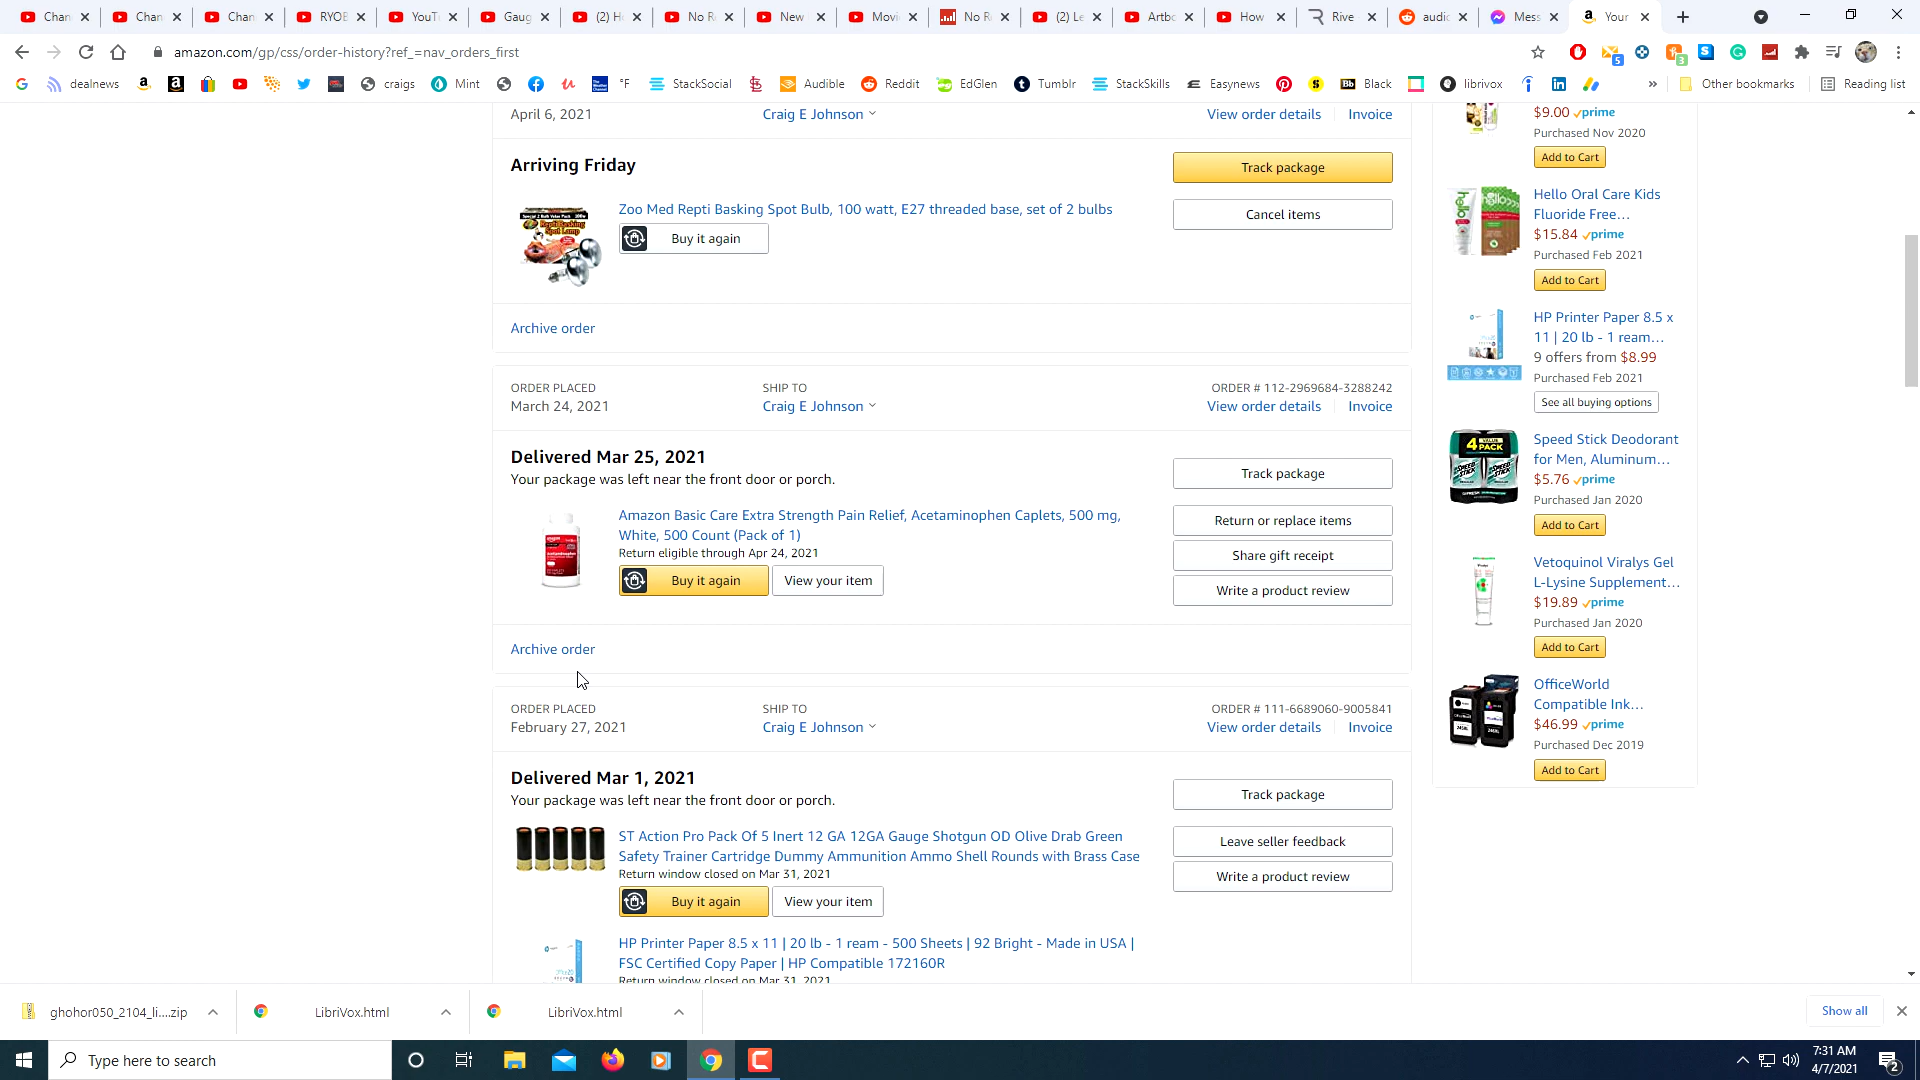 Chan
Chan
Chan
RYOB
YouT
Gaug
(2) H
No R
New
Movi
No R
(2) Le
Artbo
How
Rive
audio
Mess
Your
amazon.com/gp/css/order-history?ref_=nav_orders_first
dealnews
craigs
Mint
°F
StackSocial
Audible
Reddit
EdGlen
Tumblr
StackSkills
Easynews
Black
librivox
»
Other bookmarks
Reading list
April 6, 2021
Craig E Johnson
View order details
Invoice
Arriving Friday
Track package
Zoo Med Repti Basking Spot Bulb, 100 watt, E27 threaded base, set of 2 bulbs
Cancel items
Buy it again
Archive order
ORDER PLACED
March 24, 2021
SHIP TO
Craig E Johnson
ORDER # 112-2969684-3288242
View order details
Invoice
Delivered Mar 25, 2021
Your package was left near the front door or porch.
Track package
Amazon Basic Care Extra Strength Pain Relief, Acetaminophen Caplets, 500 mg,
White, 500 Count (Pack of 1)
Return eligible through Apr 24, 2021
Buy it again
View your item
Return or replace items
Share gift receipt
Write a product review
Archive order
ORDER PLACED
February 27, 2021
SHIP TO
Craig E Johnson
ORDER # 111-6689060-9005841
View order details
Invoice
Delivered Mar 1, 2021
Your package was left near the front door or porch.
Track package
ST Action Pro Pack Of 5 Inert 12 GA 12GA Gauge Shotgun OD Olive Drab Green
Safety Trainer Cartridge Dummy Ammunition Ammo Shell Rounds with Brass Case
Return window closed on Mar 31, 2021
Buy it again
View your item
Leave seller feedback
Write a product review
HP Printer Paper 8.5 x 11 | 20 lb - 1 ream - 500 Sheets | 92 Bright - Made in USA |
FSC Certified Copy Paper | HP Compatible 172160R
Return window closed on Mar 31, 2021
$9.00 prime
Purchased Nov 2020
Add to Cart
Hello Oral Care Kids
Fluoride Free...
$15.84 prime
Purchased Feb 2021
Add to Cart
HP Printer Paper 8.5 x
11 | 20 lb - 1 ream...
9 offers from $8.99
Purchased Feb 2021
See all buying options
Speed Stick Deodorant
for Men, Aluminum...
$5.76 prime
Purchased Jan 2020
Add to Cart
Vetoquinol Viralys Gel
L-Lysine Supplement...
$19.89 prime
Purchased Jan 2020
Add to Cart
OfficeWorld
Compatible Ink...
$46.99 prime
Purchased Dec 2019
Add to Cart
ghohor050_2104_li....zip
LibriVox.html
LibriVox.html
Show all
Type here to search
7:31 AM
4/7/2021
2